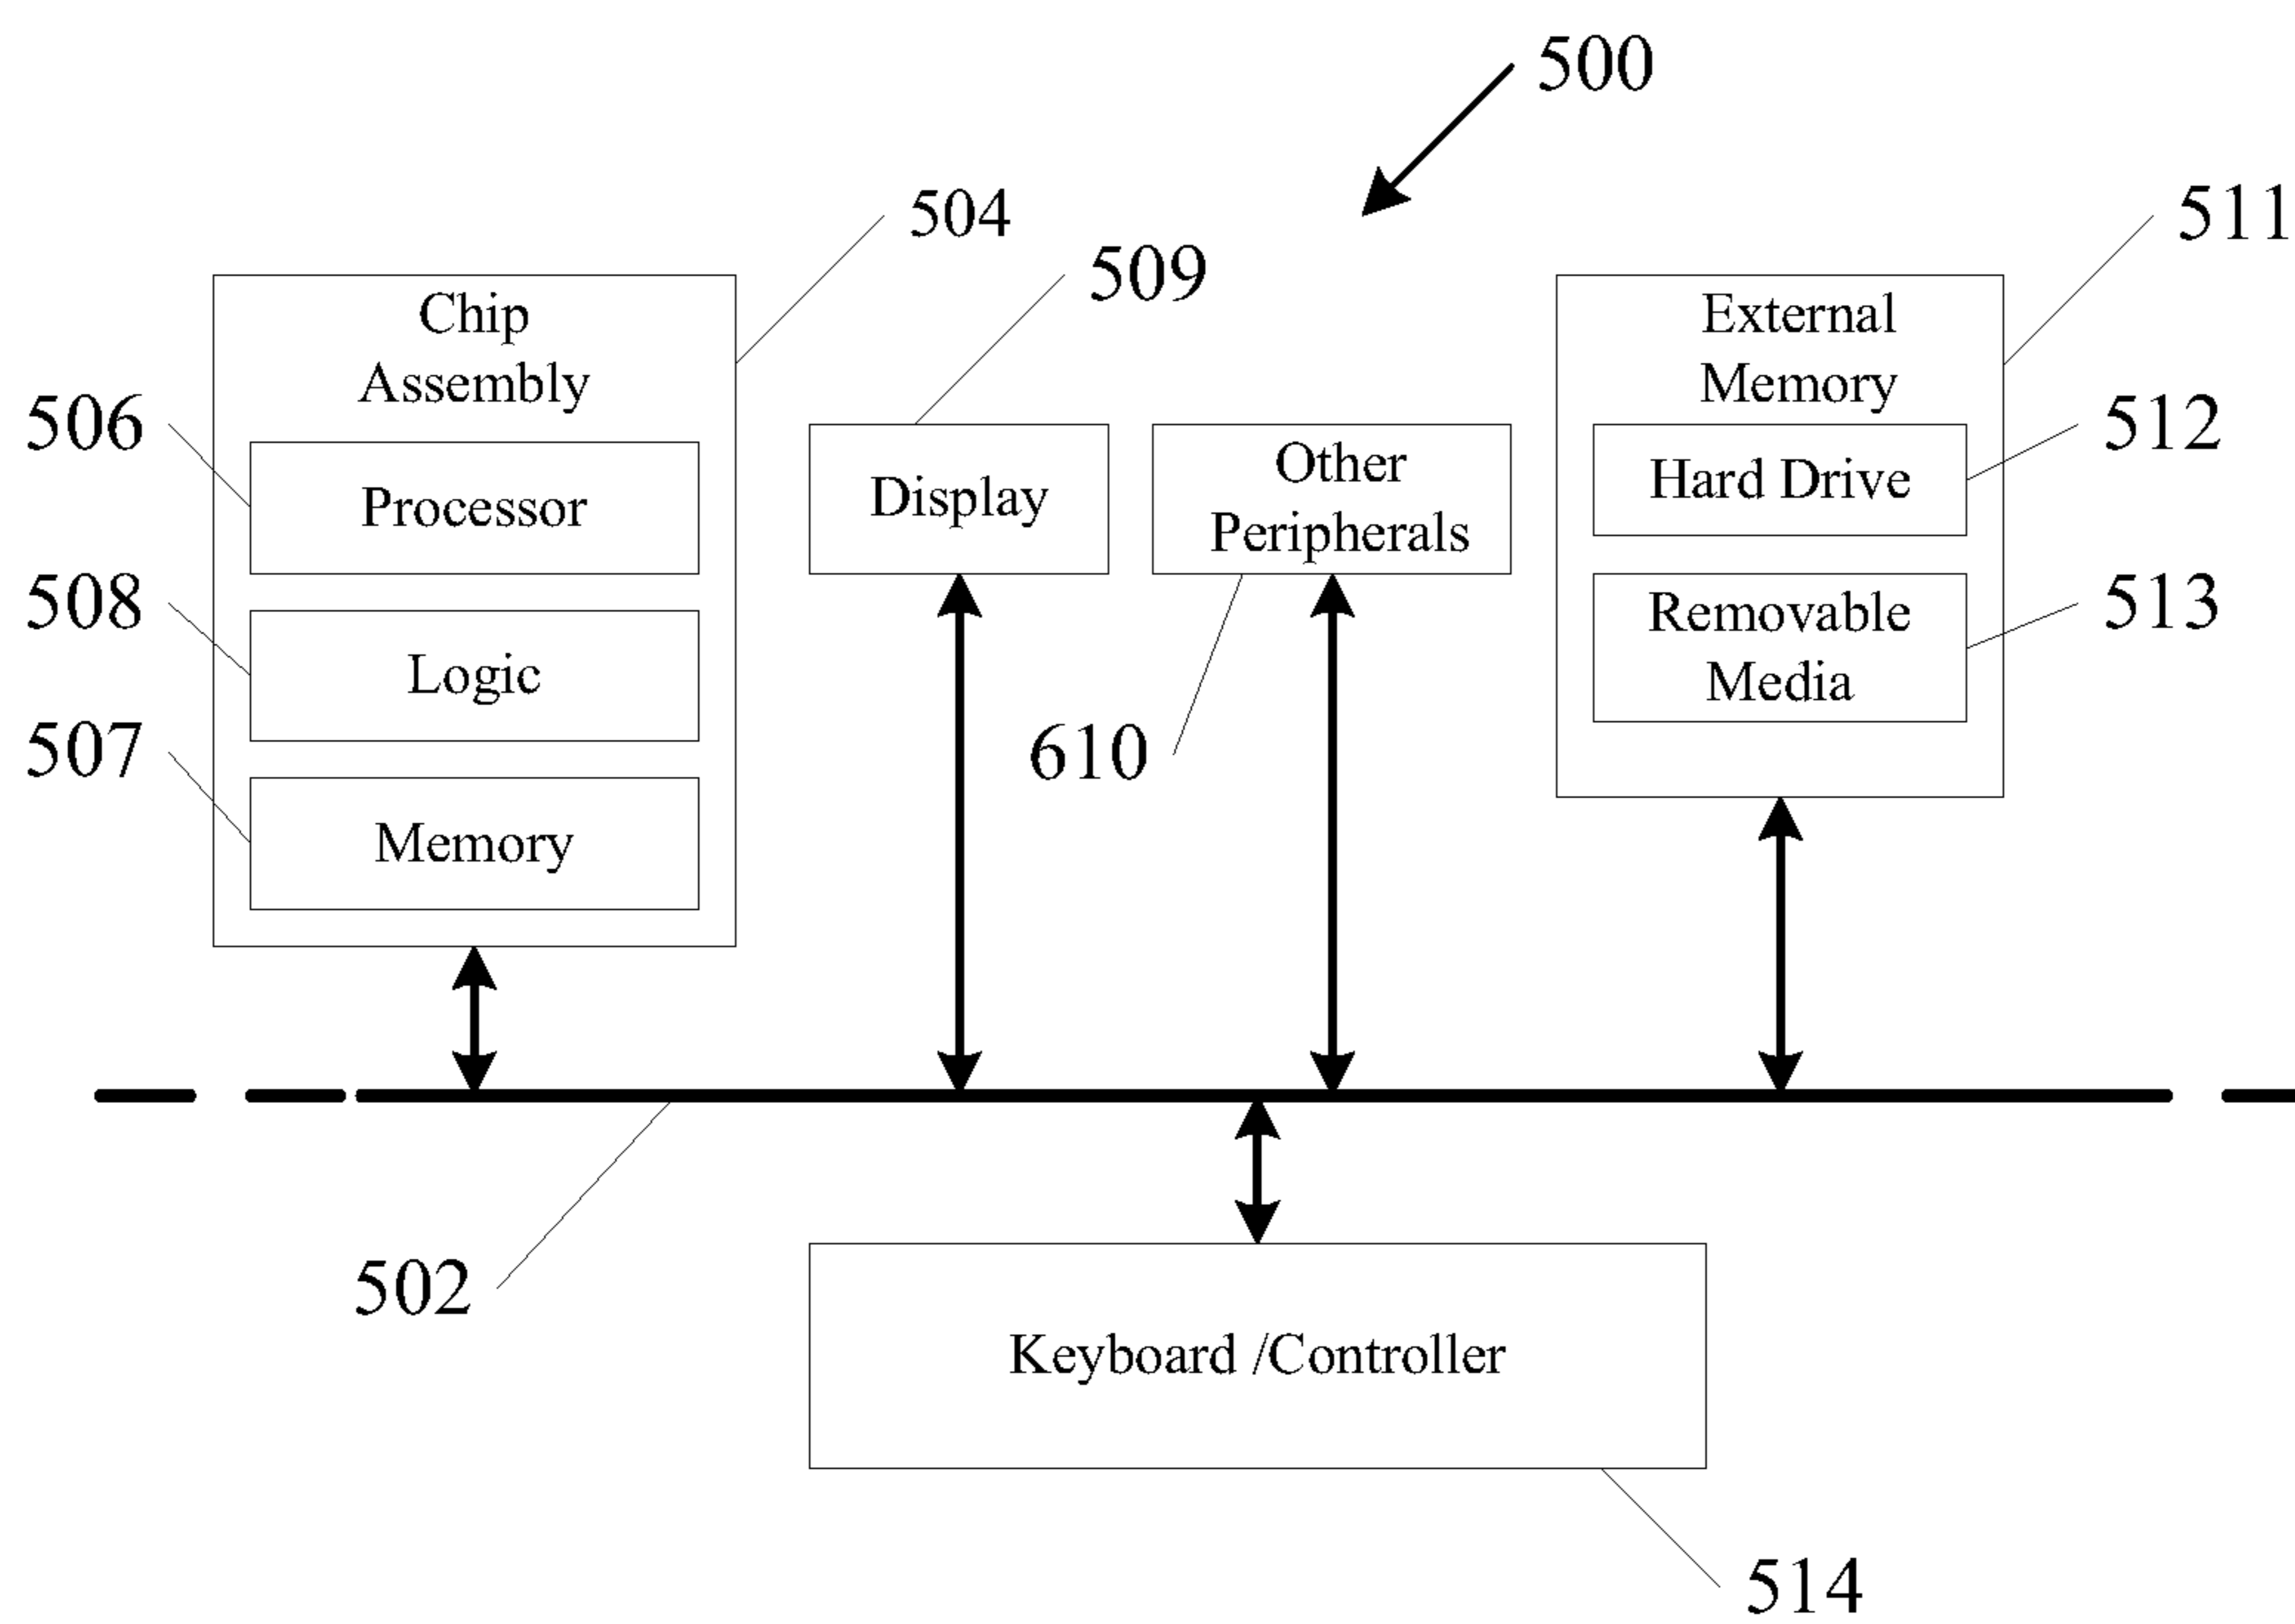 500
504
509
511
Chip
Assembly
External
Memory
506
512
Processor
Display
Other
Peripherals
Hard Drive
508
513
Logic
Removable
Media
507
610
Memory
502
Keyboard /Controller
514